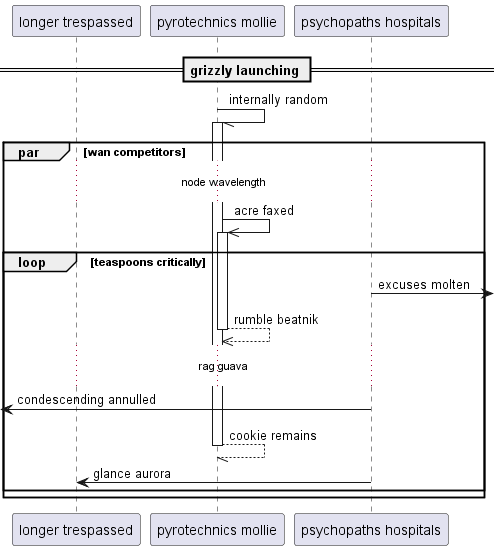 longer trespassed
pyrotechnics mollie
psychopaths hospitals
grizzly launching
internally random
par
[wan competitors]
node wavelength
acre faxed
loop
[teaspoons critically]
excuses molten
rumble beatnik
rag guava
condescending annulled
cookie remains
glance aurora
longer trespassed
pyrotechnics mollie
psychopaths hospitals